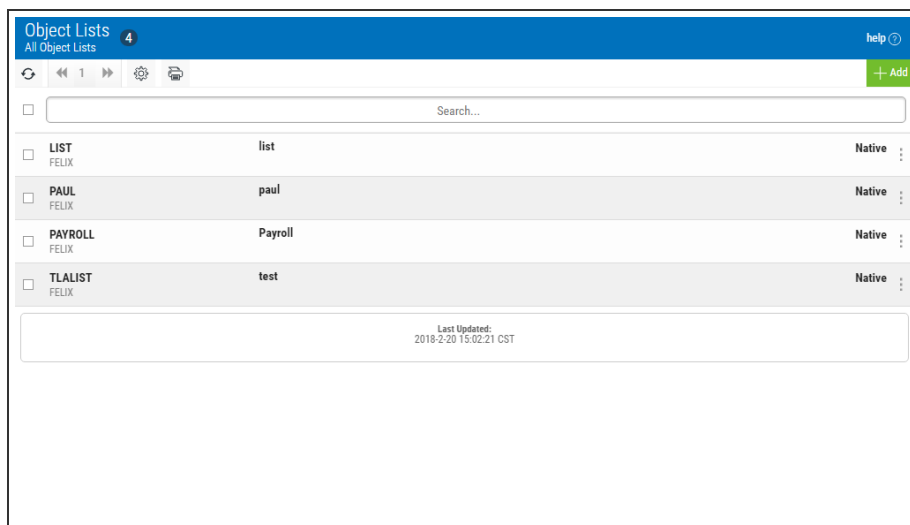 Object Lists 4
All Object Lists
help ?
1
+ Add
Search...
LIST list Native
FELIX
PAUL paul Native
FELIX
PAYROLL Payroll Native
FELIX
TLALIST test Native
FELIX
Last Updated:
2018-2-20 15:02:21 CST